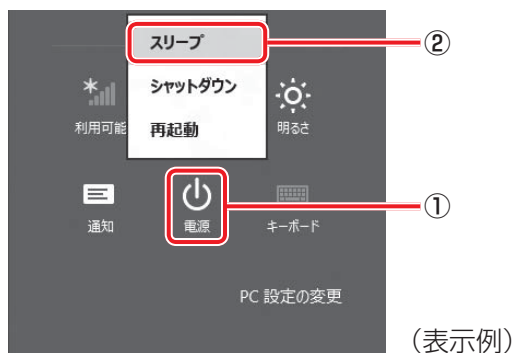 スリープ
②
シャットダウン
再起動
利用可能
明るさ
通知
電源
キーボード
①
PC 設定の変更
（表示例）